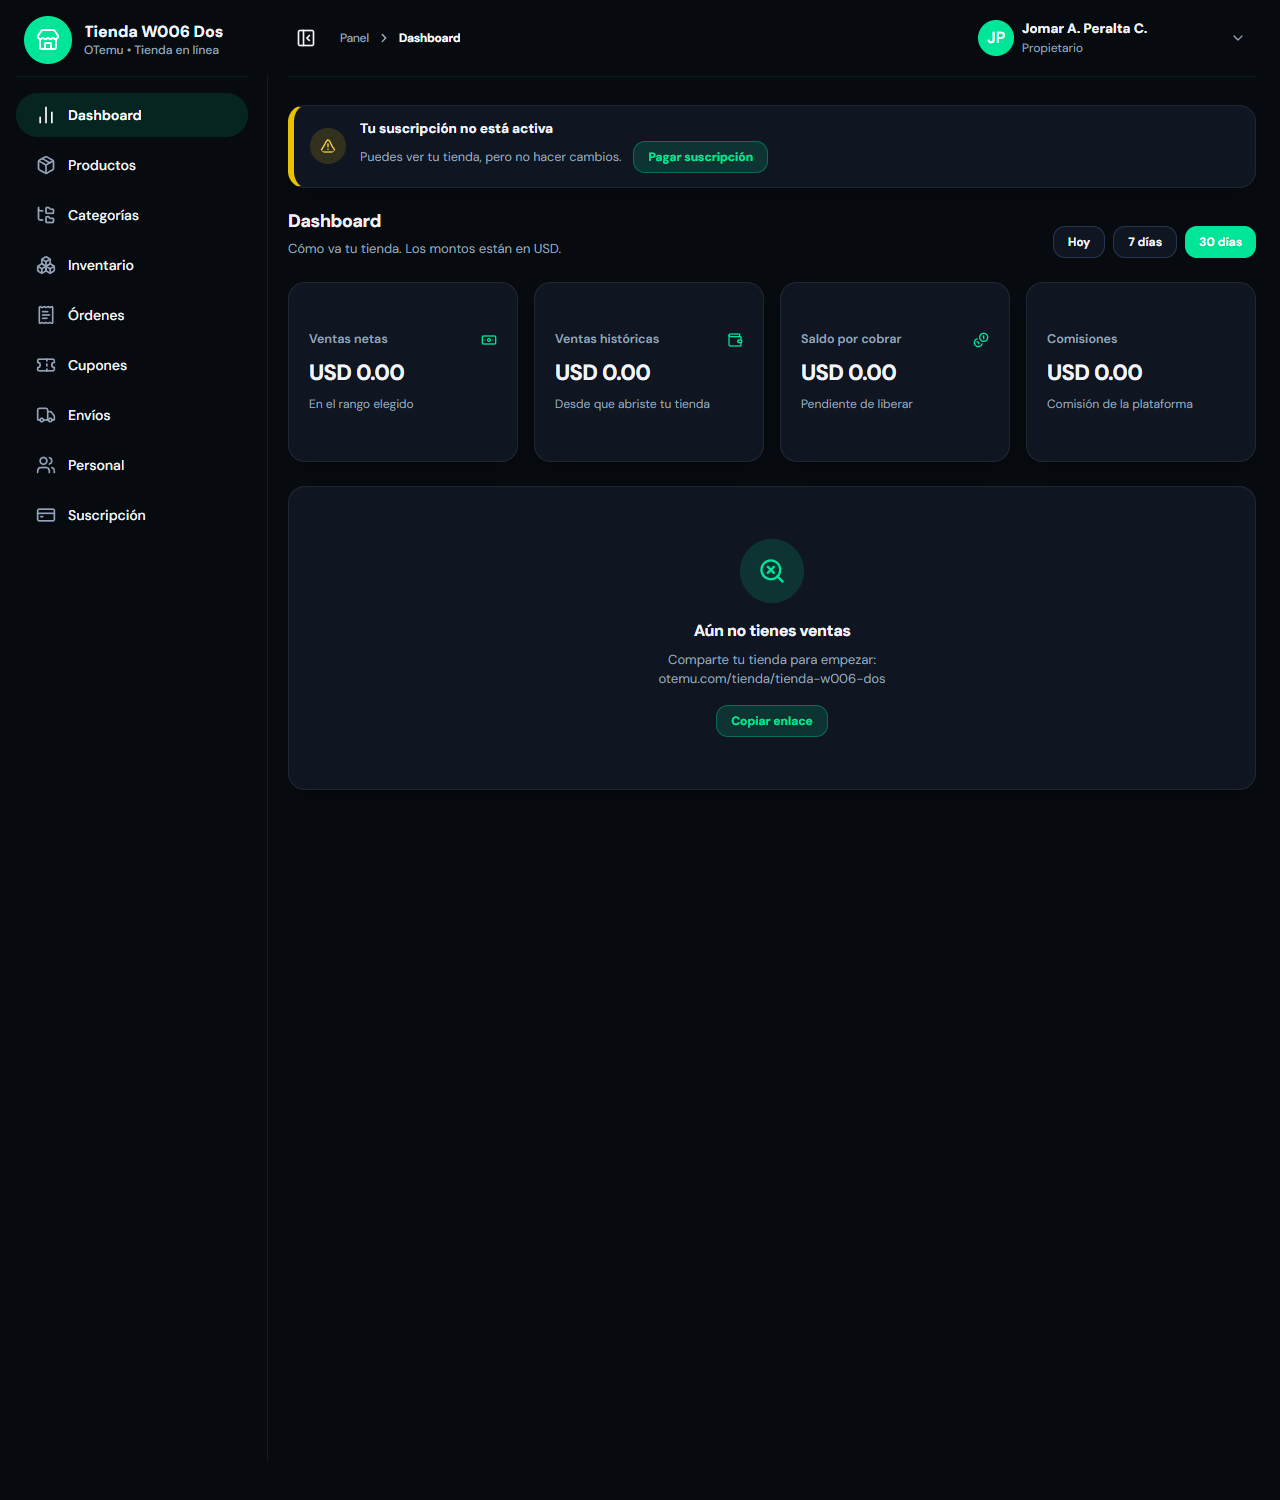 Tienda W006 Dos
OTemu • Tienda en línea
Panel
Dashboard
JP
Jomar A. Peralta C.
Propietario
Dashboard
Productos
Categorías
Inventario
Órdenes
Cupones
Envíos
Personal
Suscripción
Tu suscripción no está activa
Puedes ver tu tienda, pero no hacer cambios.
Pagar suscripción
Dashboard
Cómo va tu tienda. Los montos están en USD.
Hoy
7 días
30 días
Ventas netas
USD 0.00
En el rango elegido
Ventas históricas
USD 0.00
Desde que abriste tu tienda
Saldo por cobrar
USD 0.00
Pendiente de liberar
Comisiones
USD 0.00
Comisión de la plataforma
Aún no tienes ventas
Comparte tu tienda para empezar:
otemu.com/tienda/tienda-w006-dos
Copiar enlace